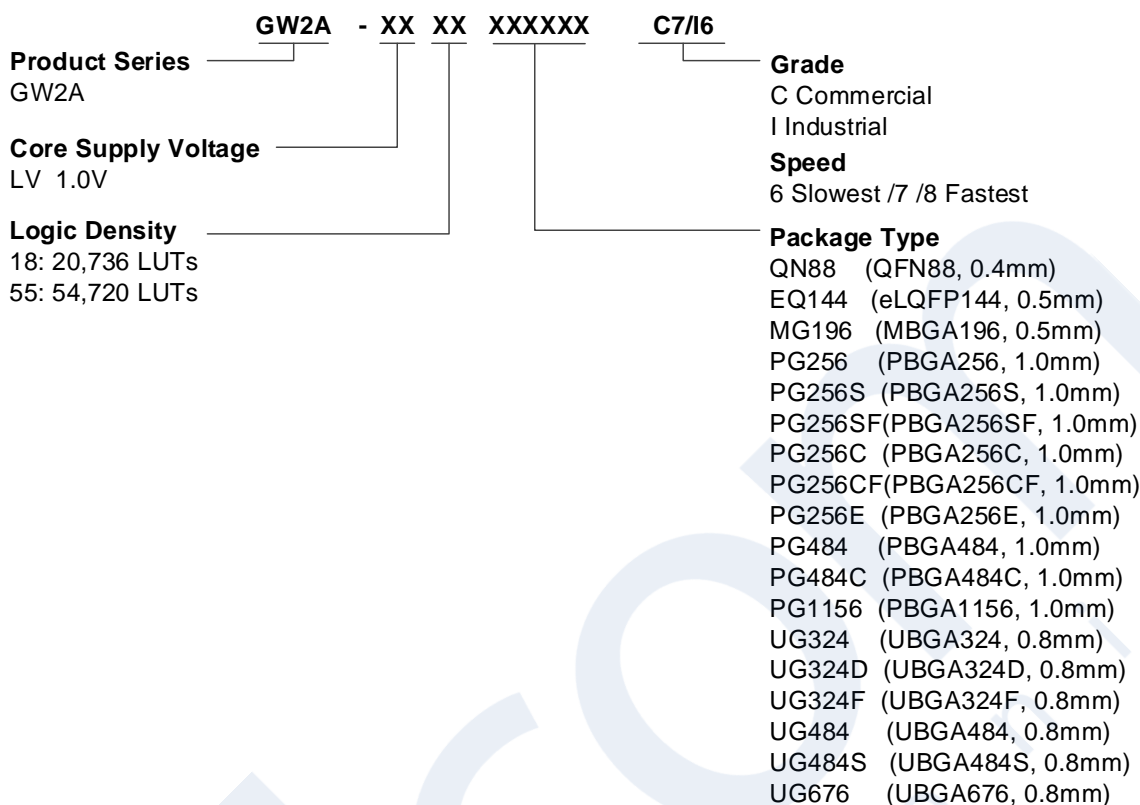 GW2A - XX XX XXXXXX C7/I6
Product Series
GW2A
Core Supply Voltage
LV 1.0V
Logic Density
18: 20,736 LUTs
55: 54,720 LUTs
Grade
C Commercial
I Industrial
Speed
6 Slowest /7 /8 Fastest
Package Type
QN88 (QFN88, 0.4mm)
EQ144 (eLQFP144, 0.5mm)
MG196 (MBGA196, 0.5mm)
PG256 (PBGA256, 1.0mm)
PG256S (PBGA256S, 1.0mm)
PG256SF(PBGA256SF, 1.0mm)
PG256C (PBGA256C, 1.0mm)
PG256CF(PBGA256CF, 1.0mm)
PG256E (PBGA256E, 1.0mm)
PG484 (PBGA484, 1.0mm)
PG484C (PBGA484C, 1.0mm)
PG1156 (PBGA1156, 1.0mm)
UG324 (UBGA324, 0.8mm)
UG324D (UBGA324D, 0.8mm)
UG324F (UBGA324F, 0.8mm)
UG484 (UBGA484, 0.8mm)
UG484S (UBGA484S, 0.8mm)
UG676 (UBGA676, 0.8mm)